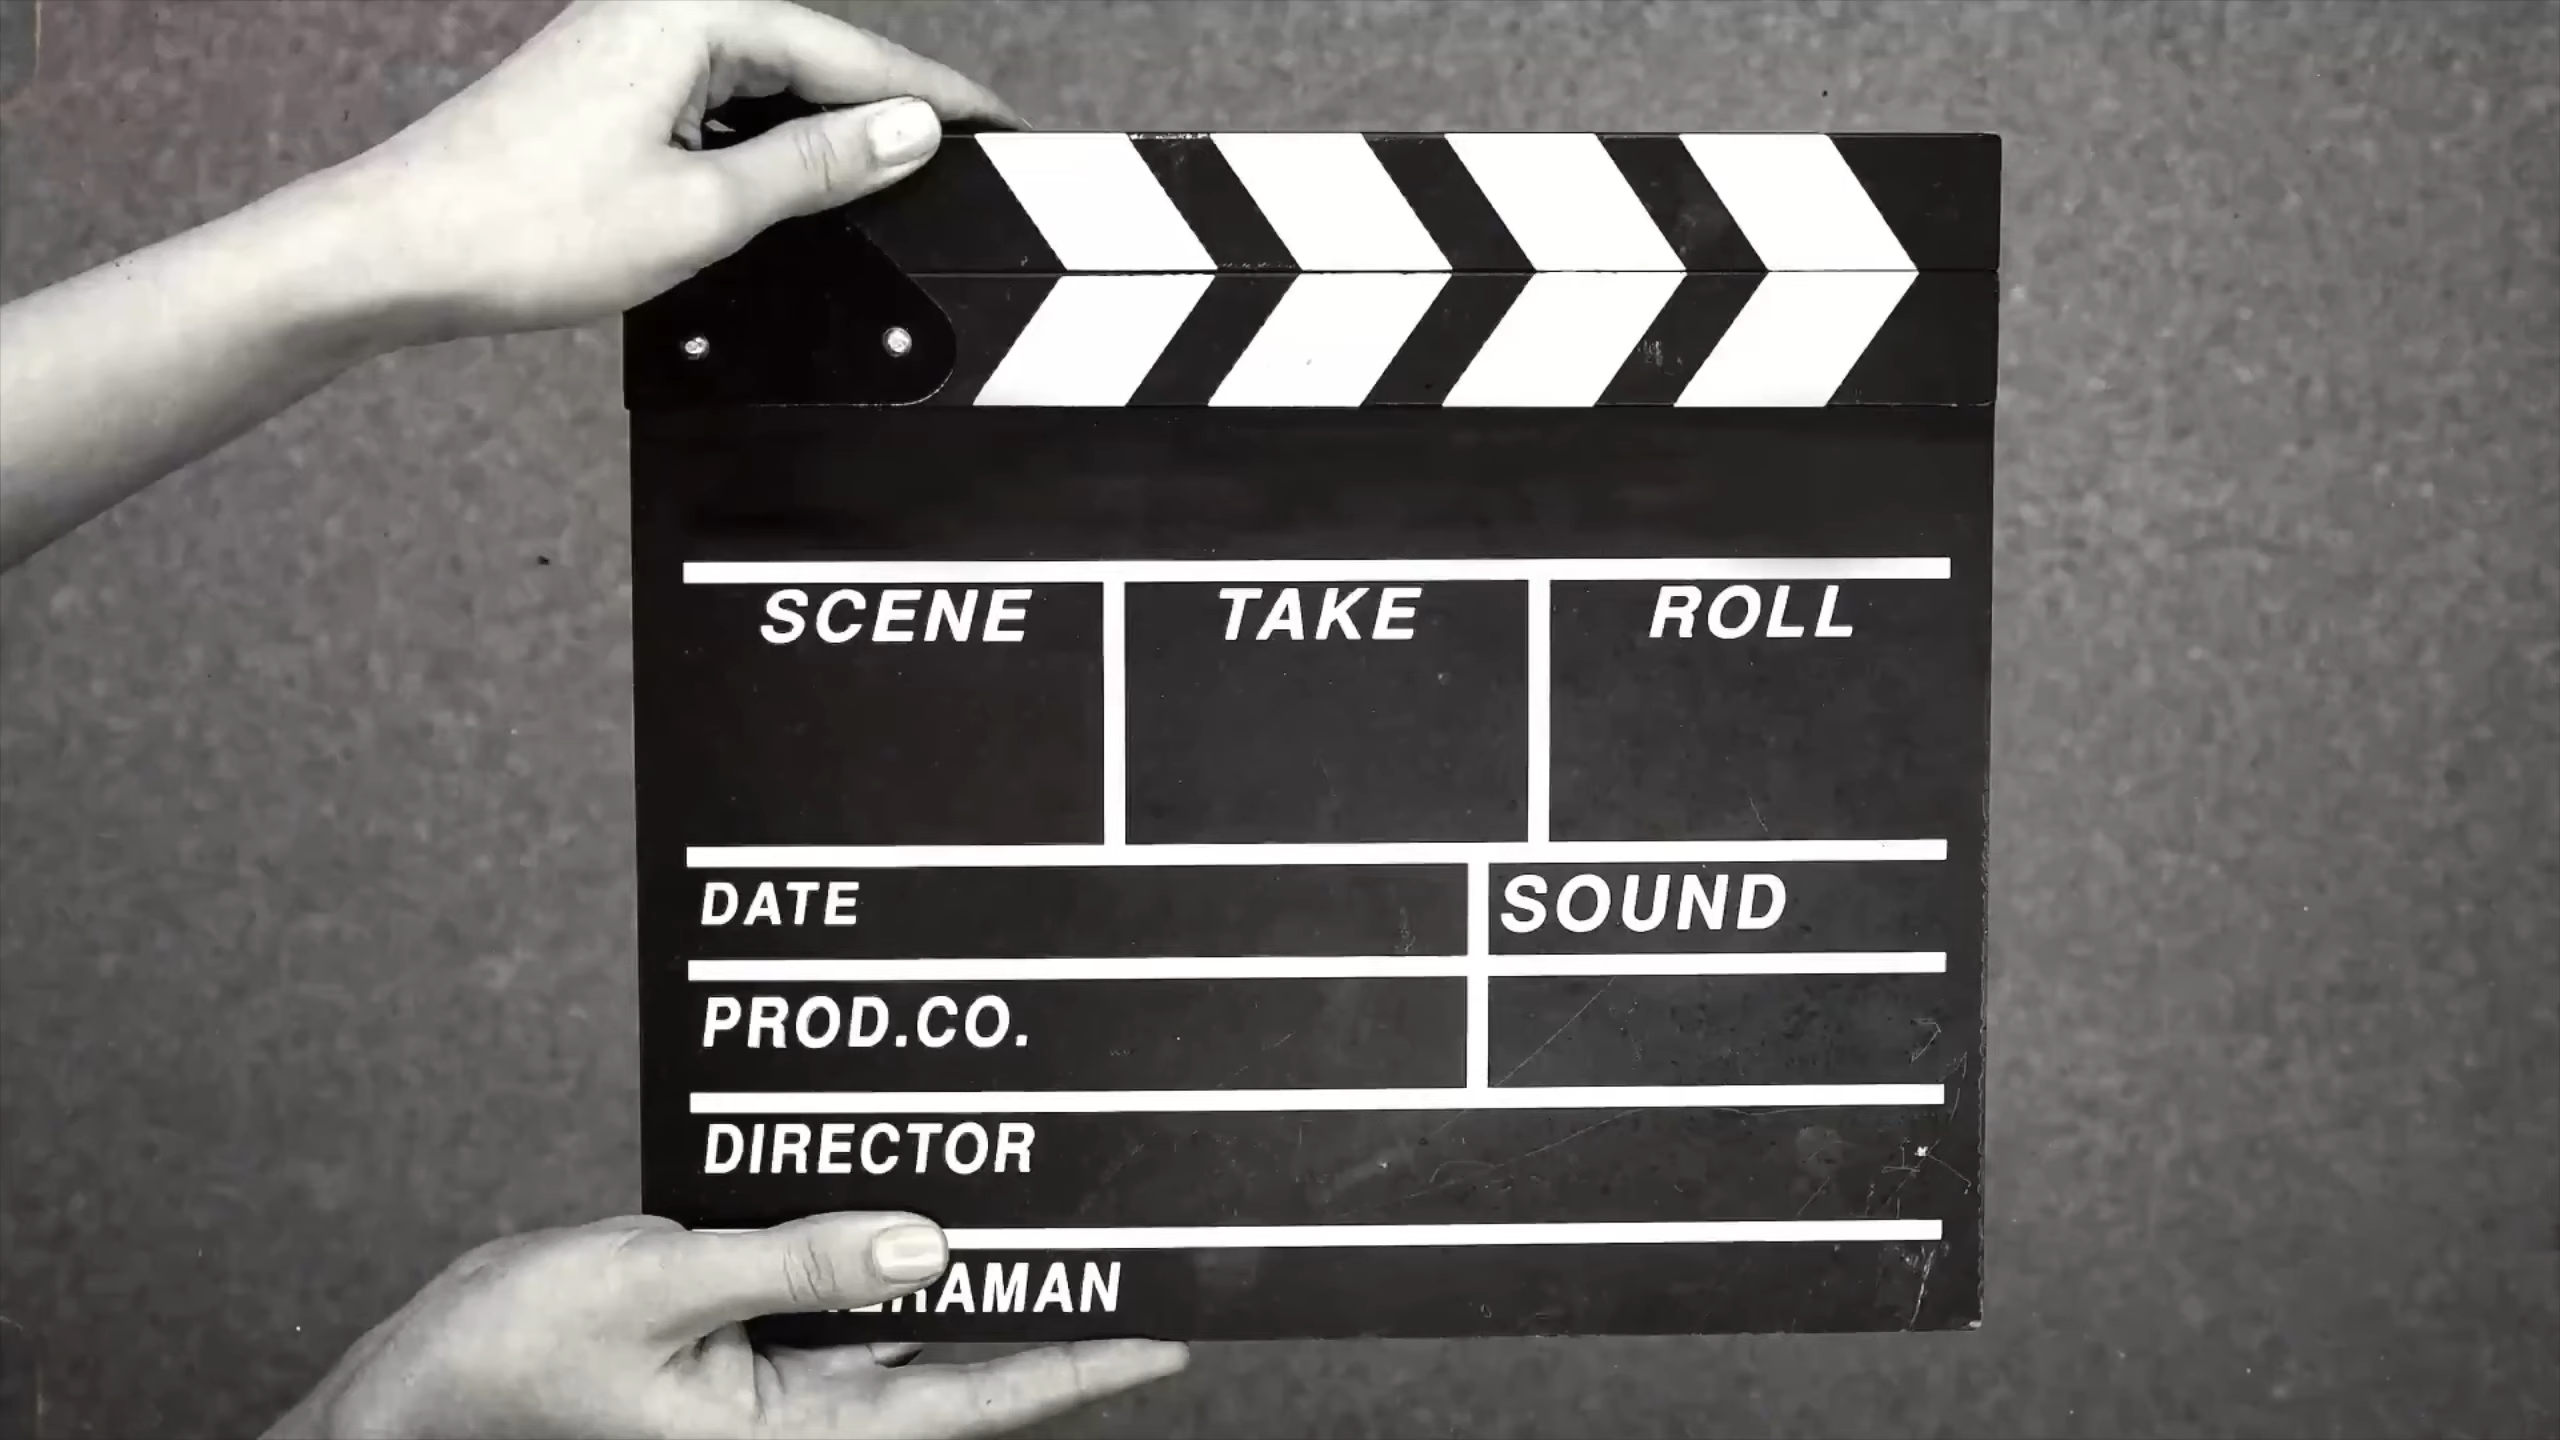 SCENE TAKE ROLL
DATE SOUND
PROD.CO.
DIRECTOR